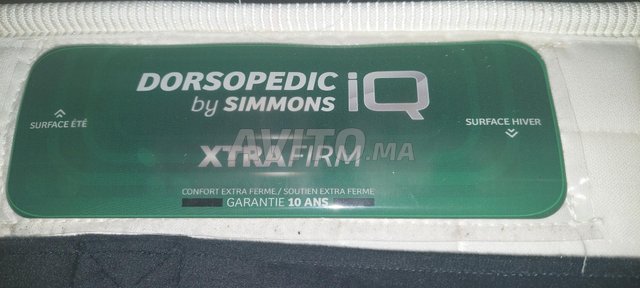 DORSOPEDIC
by SIMMONS iQ
SURFACE ÉTÉ
SURFACE HIVER
AVITO.MA
XTRAFIRM
CONFORT EXTRA FERME / SOUTIEN EXTRA FERME
GARANTIE 10 ANS